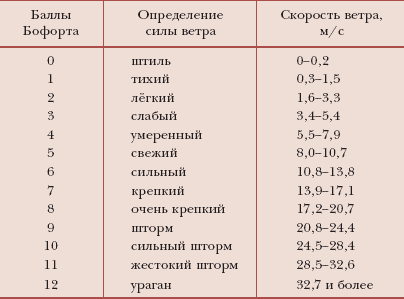 Баллы Бофорта Определение силы ветра Скорость ветра, м/с
0 штиль 0–0,2
1 тихий 0,3–1,5
2 лёгкий 1,6–3,3
3 слабый 3,4–5,4
4 умеренный 5,5–7,9
5 свежий 8,0–10,7
6 сильный 10,8–13,8
7 крепкий 13,9–17,1
8 очень крепкий 17,2–20,7
9 шторм 20,8–24,4
10 сильный шторм 24,5–28,4
11 жестокий шторм 28,5–32,6
12 ураган 32,7 и более